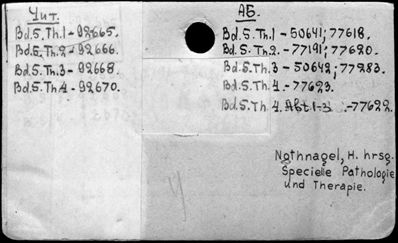 Чит.
Bd.5.Th.1-92665.
Bd.5.Th.2-92666.
Bd.5.Th.3-92668.
Bd.5.Th.4-92670.
АБ.
Bd.5.Th.1-50641;77618.
Bd.5.Th.2.-77191;77620.
Bd.5.Th.3-50642;77283.
Bd.5.Th.4.-77623.
Bd.5.Th.4.Abt.1-3.-77622.
Nothnagel, H. hrsg.
Specielle Pathologie
und Therapie.